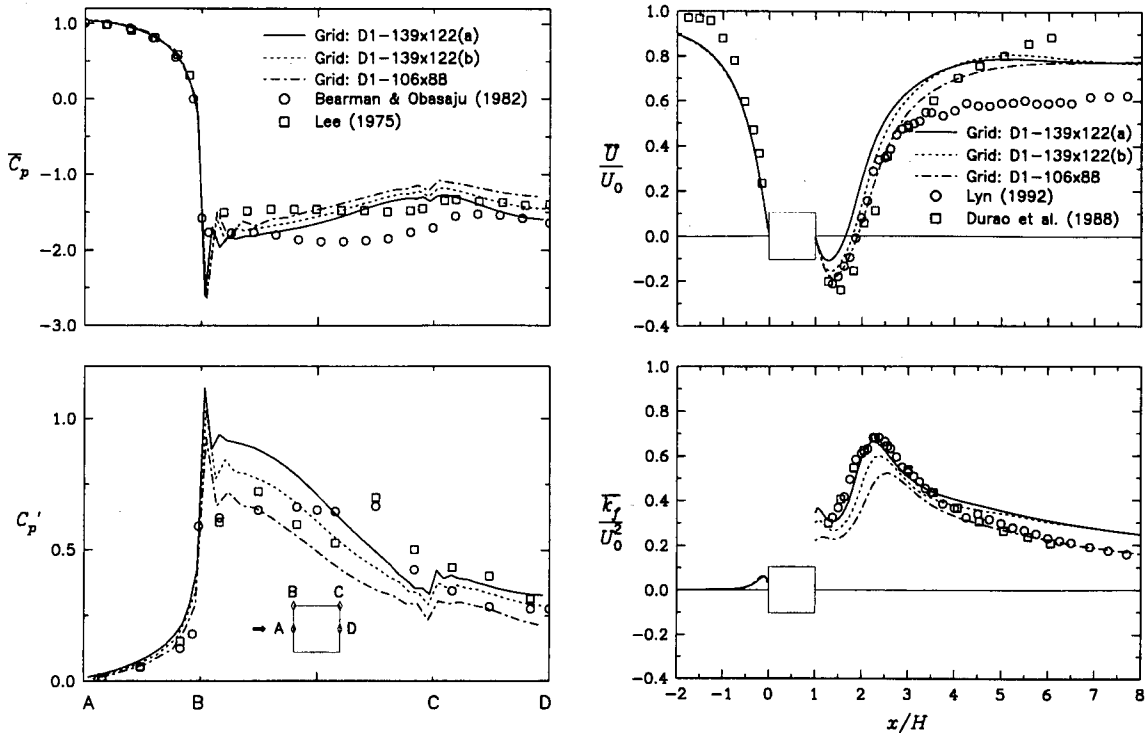 1.0
0.0
−1.0
−2.0
−3.0
C̅p
Grid: D1−139x122(a)
Grid: D1−139x122(b)
Grid: D1−106x88
Bearman & Obasaju (1982)
Lee (1975)
1.0
0.8
0.6
0.4
0.2
0.0
−0.2
−0.4
U̅
U₀
Grid: D1−139x122(a)
Grid: D1−139x122(b)
Grid: D1−106x88
Lyn (1992)
Durao et al. (1988)
1.0
0.5
0.0
Cp'
B C
A D
A B C D
1.0
0.8
0.6
0.4
0.2
0.0
−0.2
−0.4
k̅f
U₀²
−2 −1 0 1 2 3 4 5 6 7 8
x/H